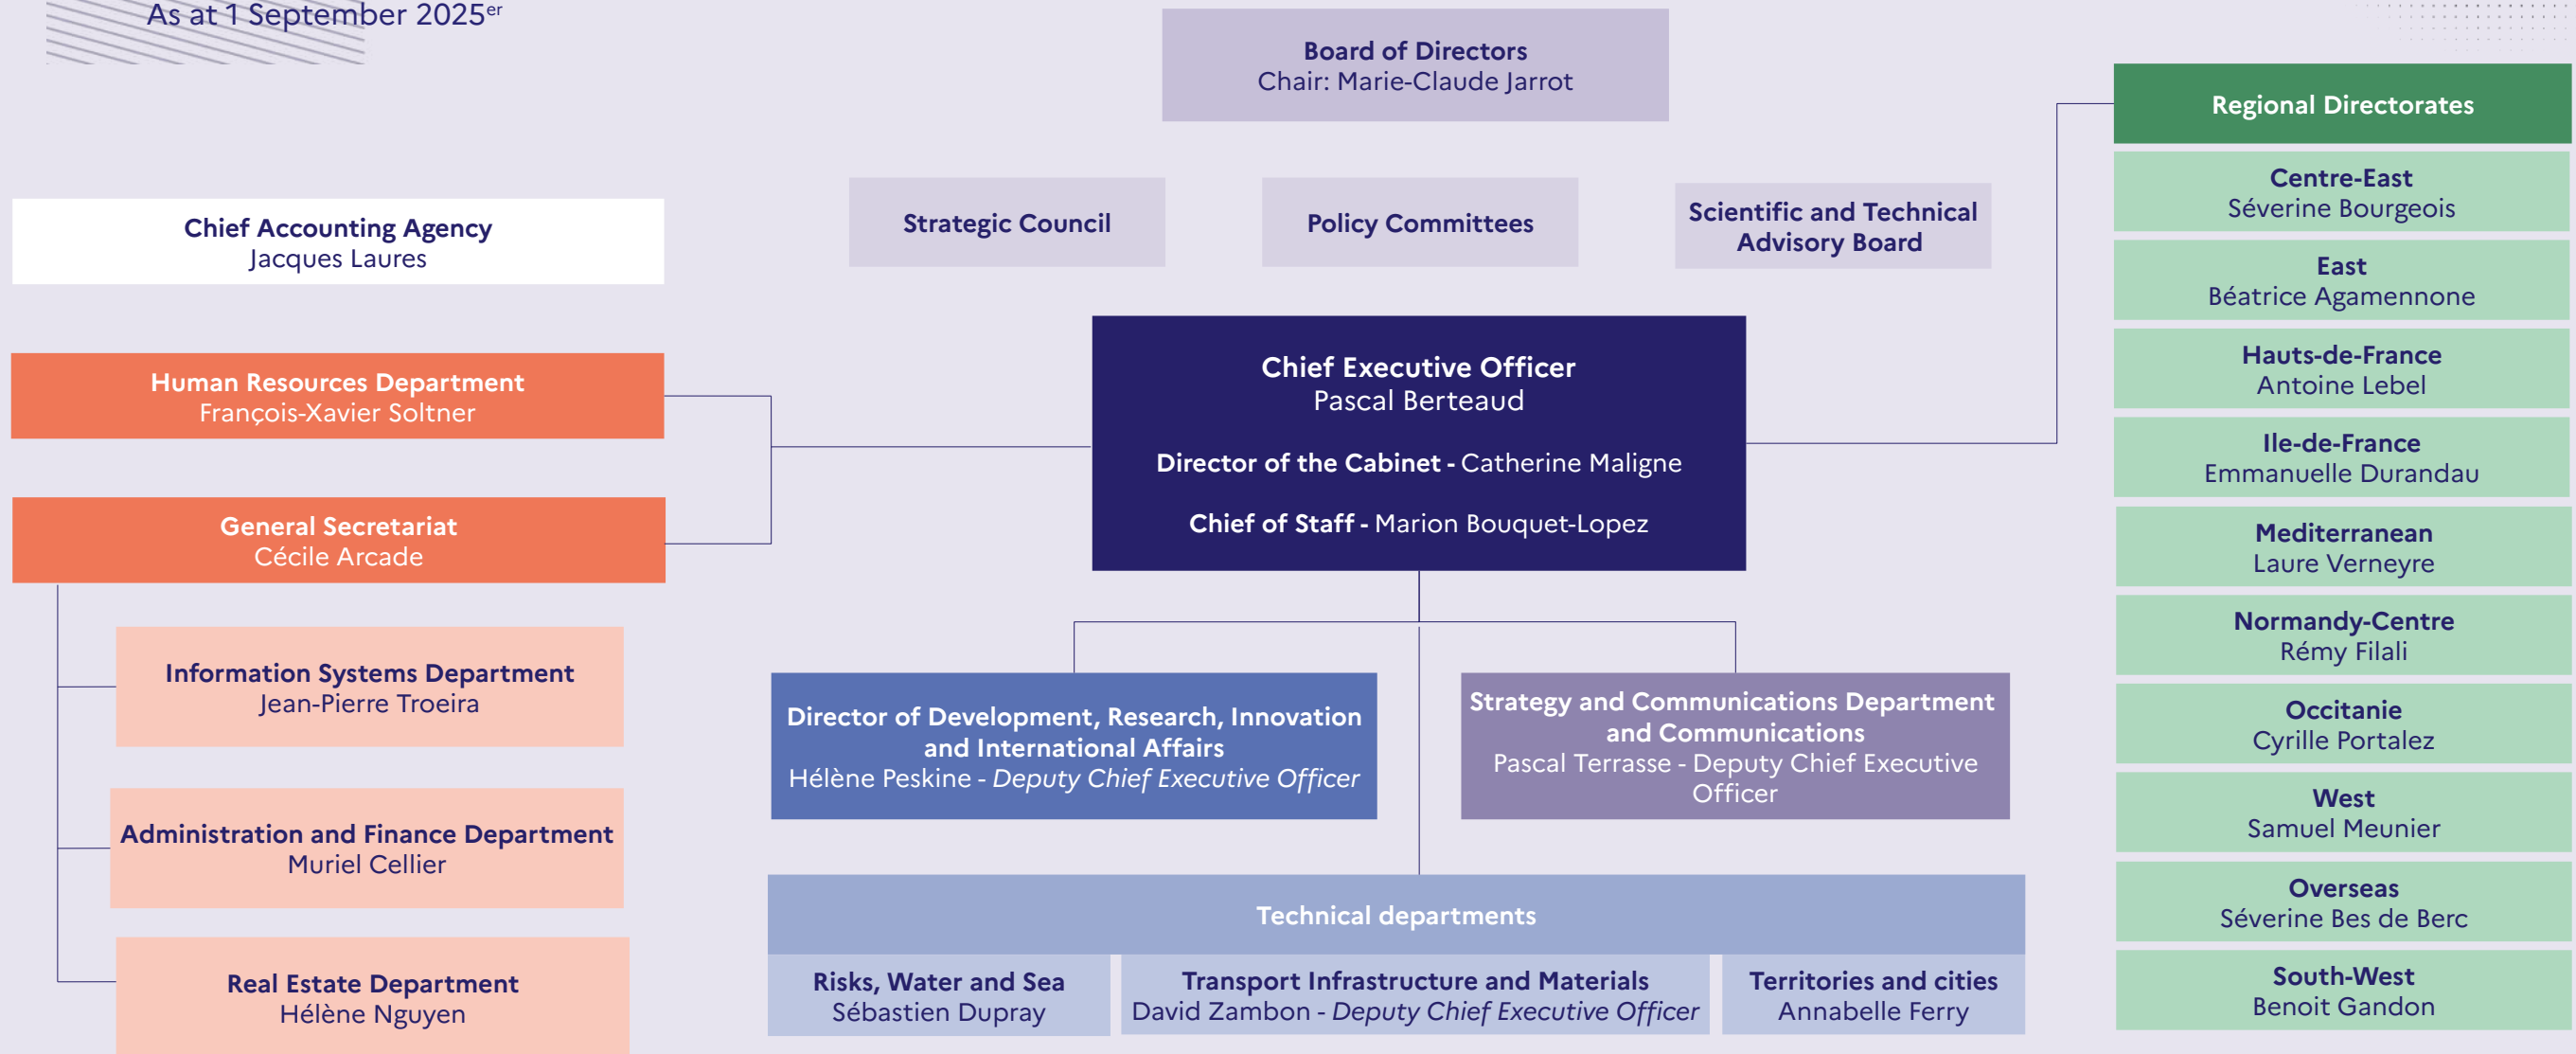 As at 1 September 2025er
Board of Directors
Chair: Marie-Claude Jarrot
Strategic Council
Policy Committees
Scientific and Technical
Advisory Board
Chief Accounting Agency
Jacques Laures
Human Resources Department
François-Xavier Soltner
General Secretariat
Cécile Arcade
Information Systems Department
Jean-Pierre Troeira
Administration and Finance Department
Muriel Cellier
Real Estate Department
Hélène Nguyen
Chief Executive Officer
Pascal Berteaud
Director of the Cabinet - Catherine Maligne
Chief of Staff - Marion Bouquet-Lopez
Director of Development, Research, Innovation
and International Affairs
Hélène Peskine - Deputy Chief Executive Officer
Strategy and Communications Department
and Communications
Pascal Terrasse - Deputy Chief Executive
Officer
Technical departments
Risks, Water and Sea
Sébastien Dupray
Transport Infrastructure and Materials
David Zambon - Deputy Chief Executive Officer
Territories and cities
Annabelle Ferry
Regional Directorates
Centre-East
Séverine Bourgeois
East
Béatrice Agamennone
Hauts-de-France
Antoine Lebel
Ile-de-France
Emmanuelle Durandau
Mediterranean
Laure Verneyre
Normandy-Centre
Rémy Filali
Occitanie
Cyrille Portalez
West
Samuel Meunier
Overseas
Séverine Bes de Berc
South-West
Benoit Gandon